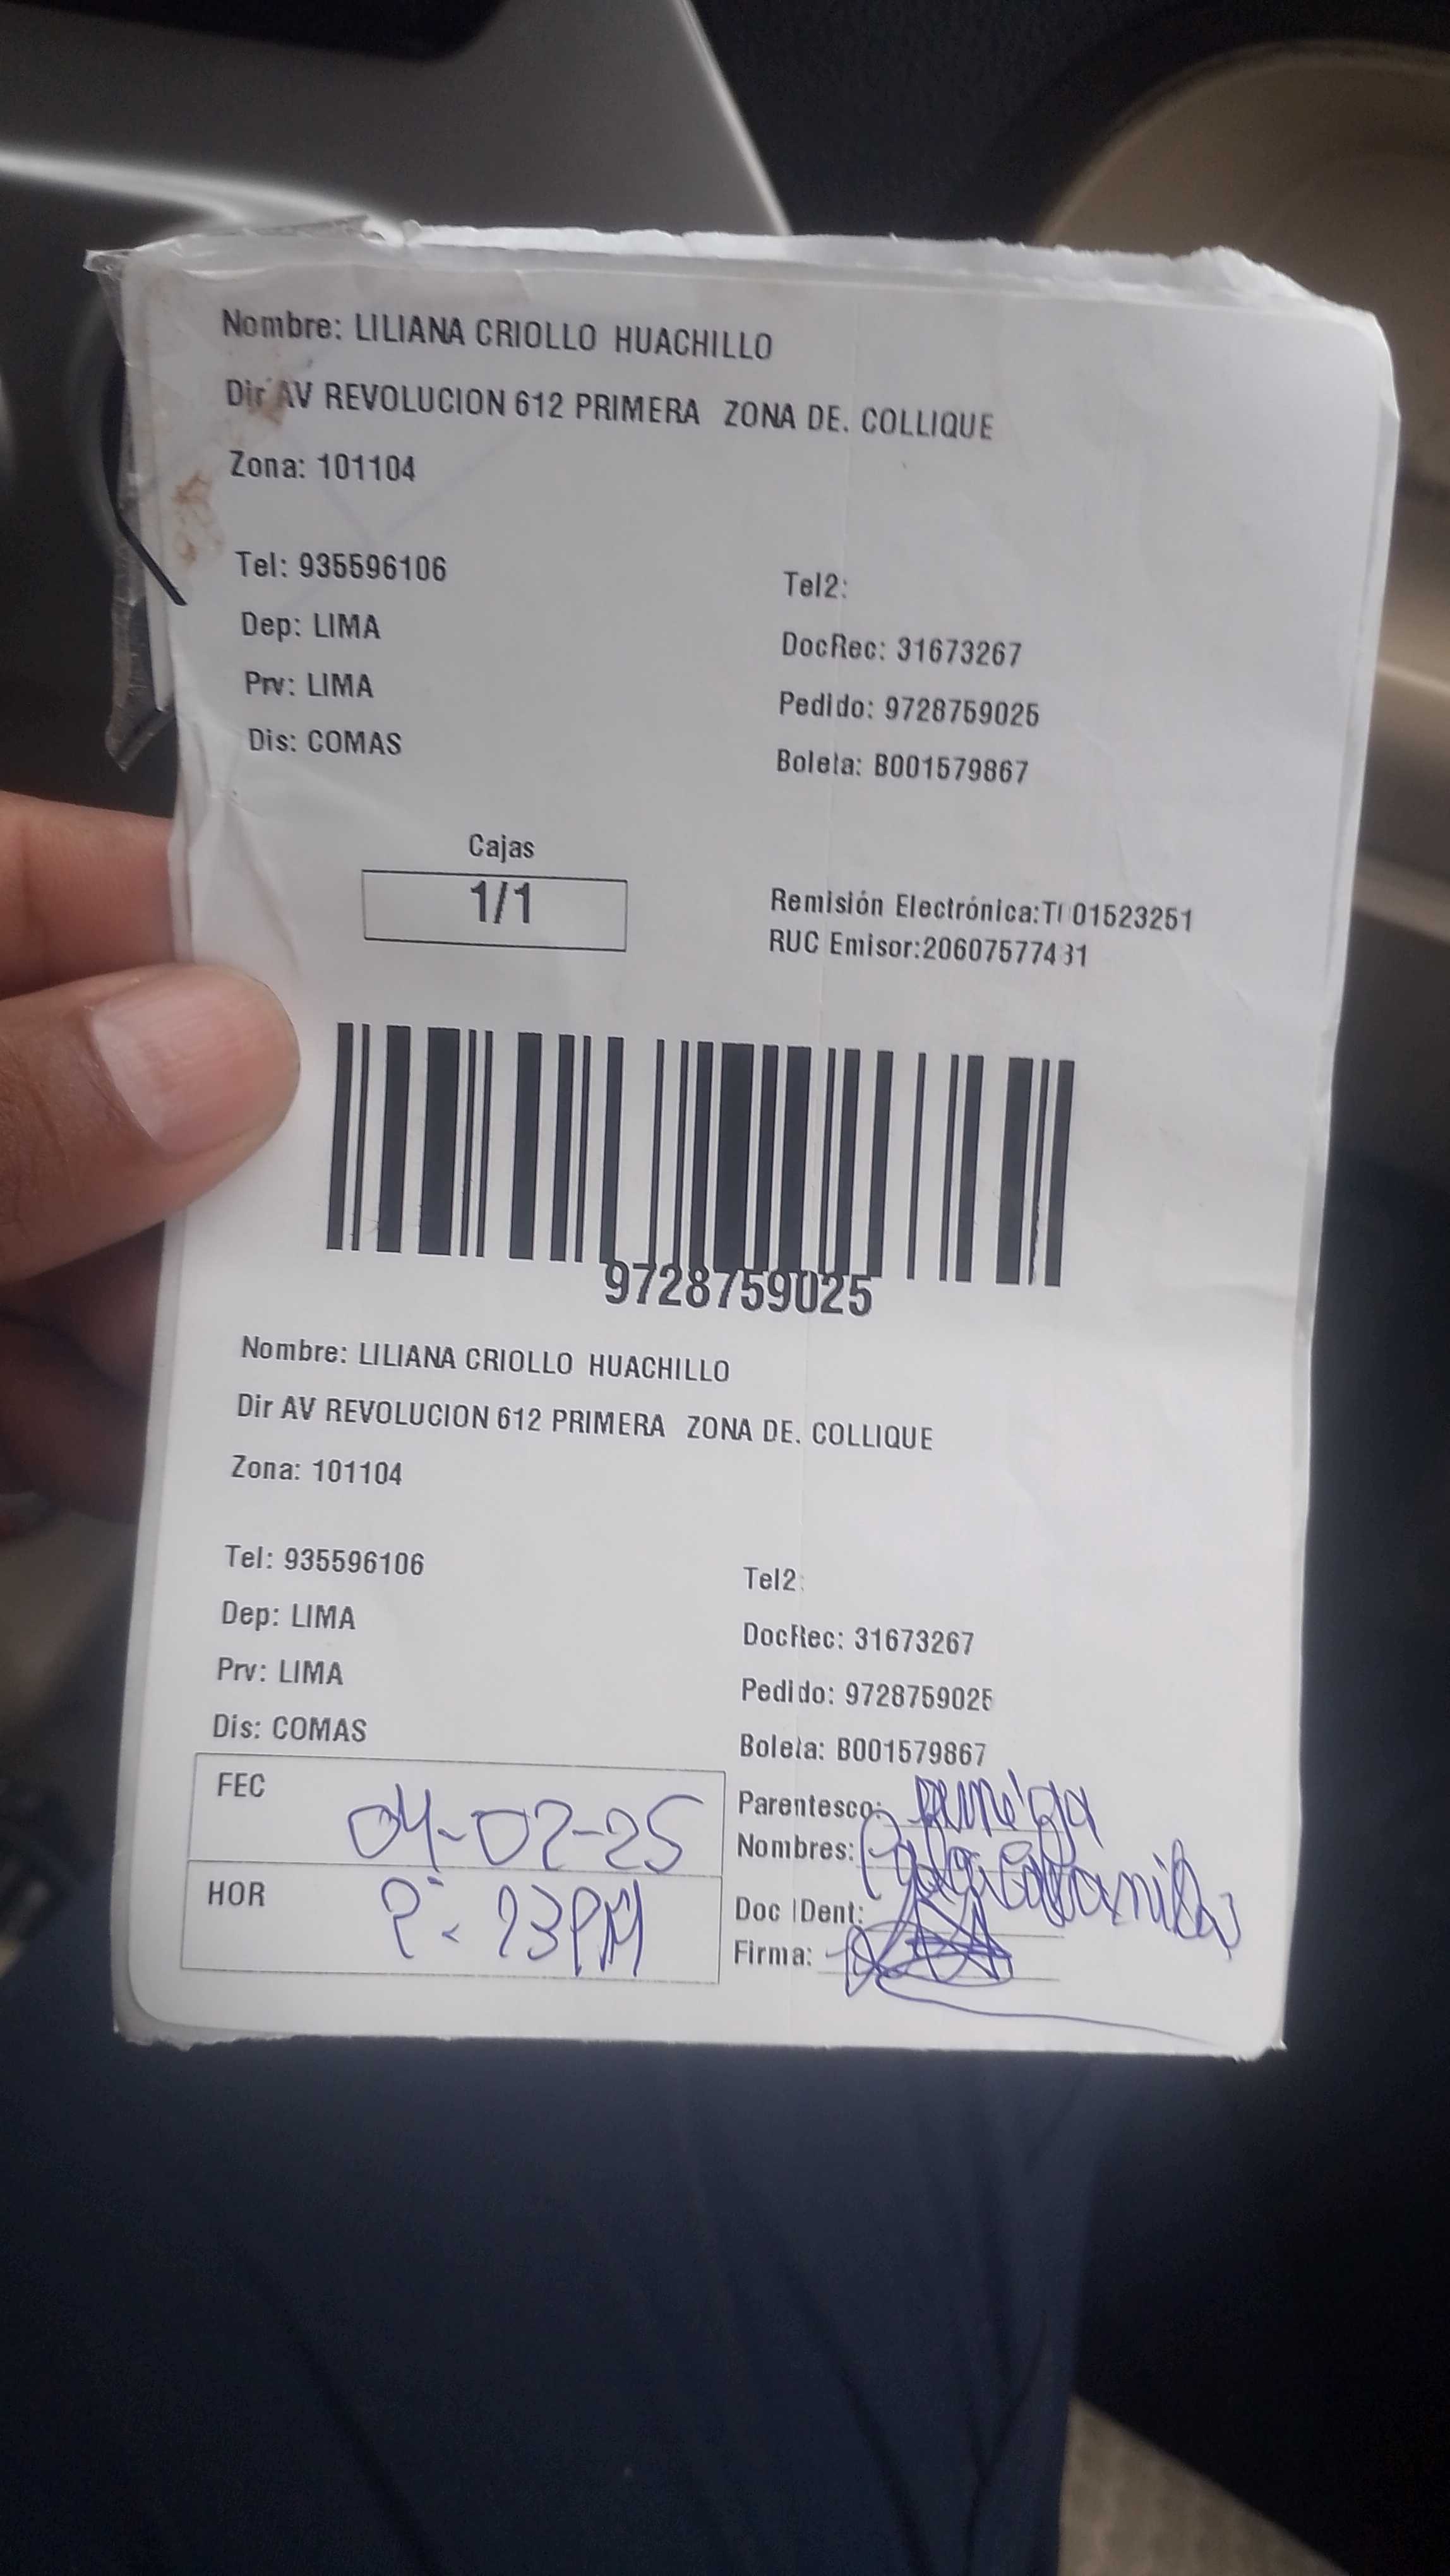 Nombre: LILIANA CRIOLLO HUACHILLO
Dir AV REVOLUCION 612 PRIMERA ZONA DE. COLLIQUE
Zona: 101104
Tel: 935596106
Tel2:
Dep: LIMA
DocRec: 31673267
Prv: LIMA
Pedido: 9728759025
Dis: COMAS
Boleta: B001579867
Cajas
1/1
Remisión Electrónica:T001523251
RUC Emisor:20607577431
9728759025
Nombre: LILIANA CRIOLLO HUACHILLO
Dir AV REVOLUCION 612 PRIMERA ZONA DE. COLLIQUE
Zona: 101104
Tel: 935596106
Tel2:
Dep: LIMA
DocRec: 31673267
Prv: LIMA
Pedido: 9728759025
Dis: COMAS
Boleta: B001579867
FEC 04-02-25
Parentesco:
Nombres:
HOR
Doc IDent:
Firma: